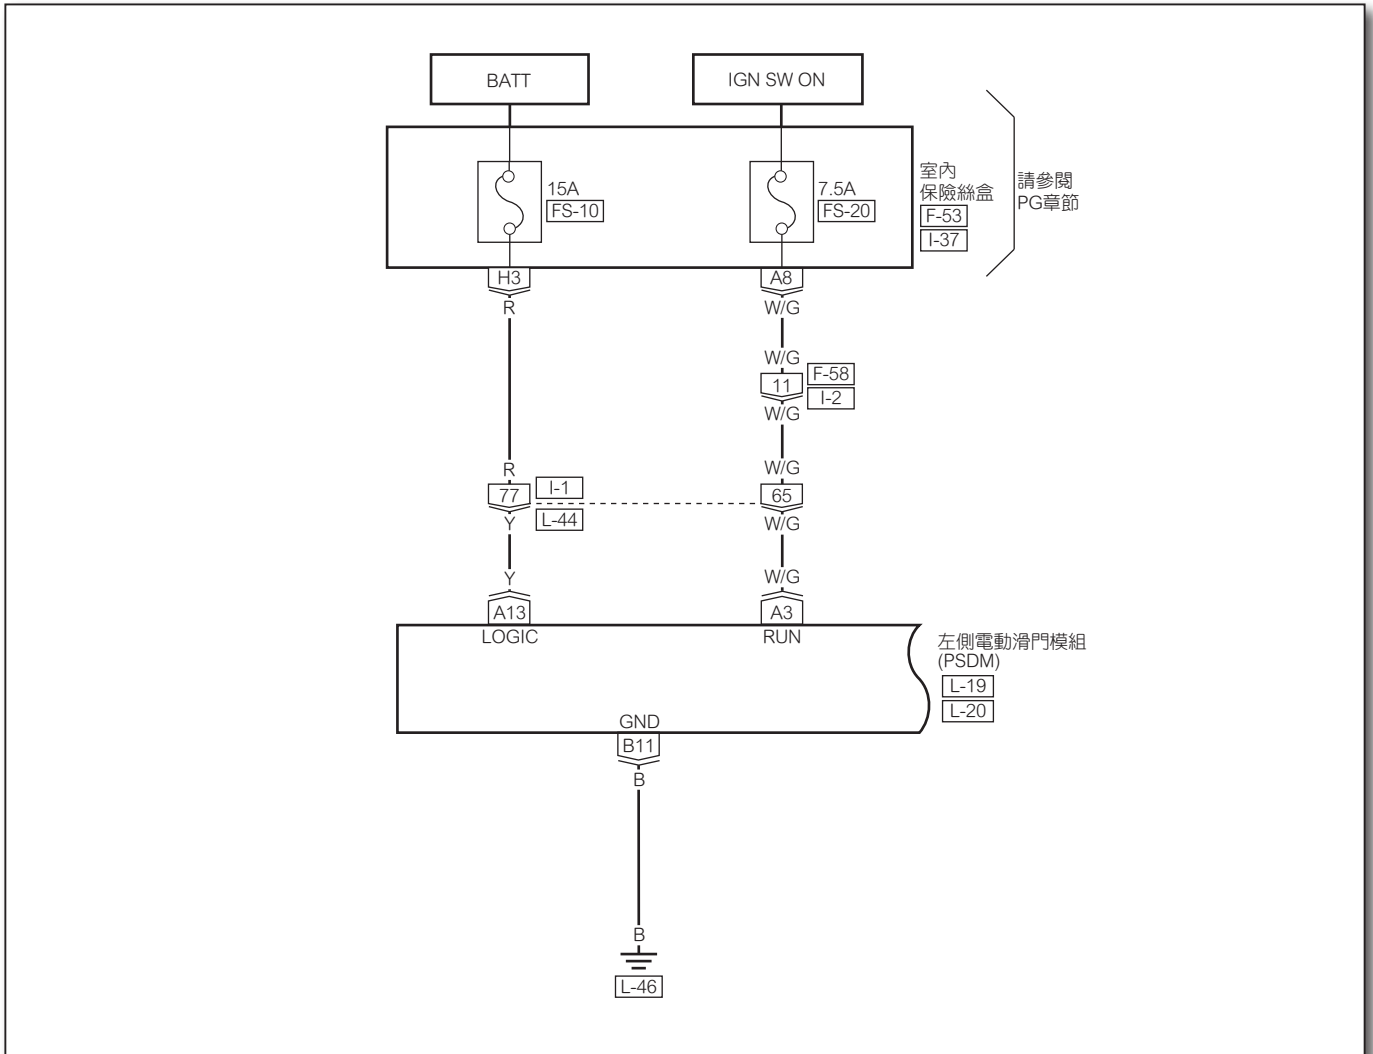 BATT
IGN SW ON
15A
FS-10
7.5A
FS-20
室內
保險絲盒
F-53
I-37
請參閱
PG章節
H3
A8
R
W/G
W/G
11
F-58
I-2
W/G
R
W/G
77
I-1
L-44
65
Y
W/G
Y
W/G
A13
A3
LOGIC
RUN
左側電動滑門模組
(PSDM)
L-19
L-20
GND
B11
B
B
L-46